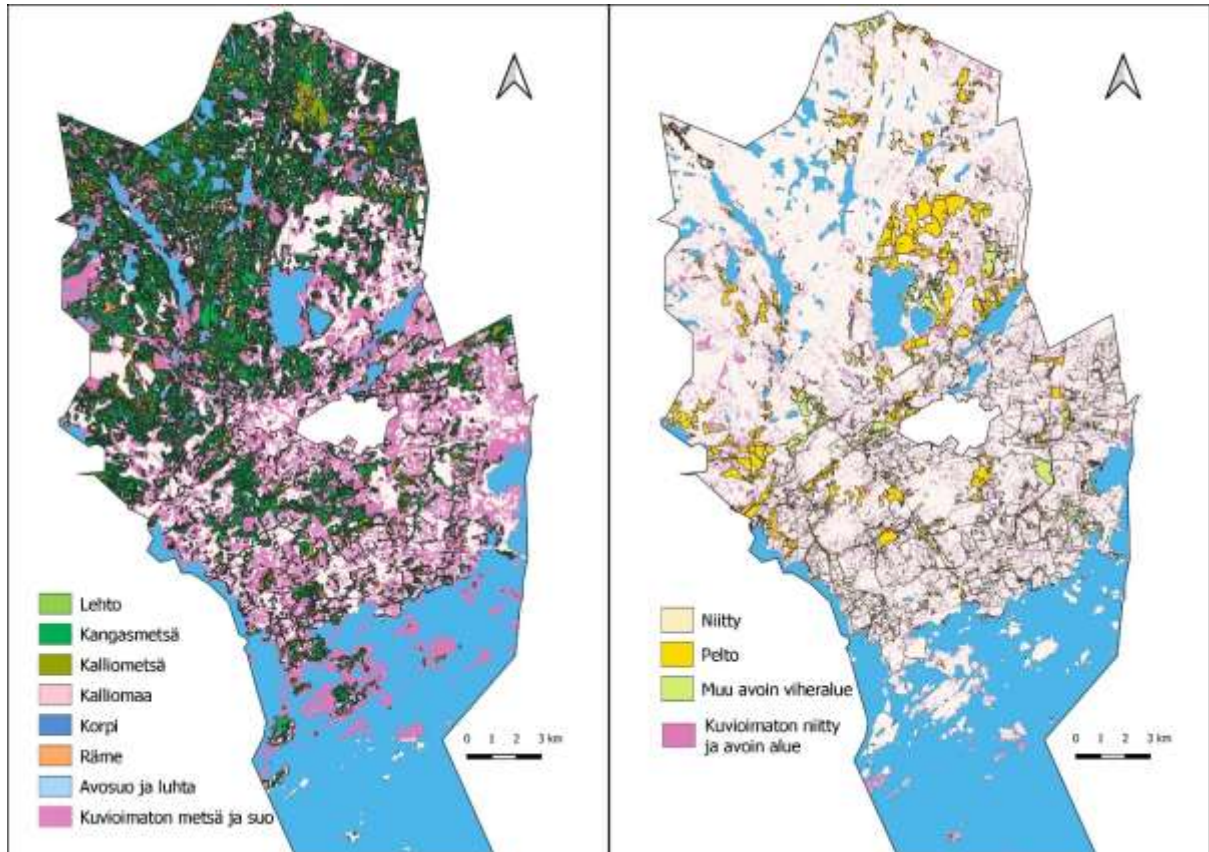 Lehto
Kangasmetsä
Kalliometsä
Kalliomaa
Korpi
Räme
Avosuo ja luhta
Kuvioimaton metsä ja suo
0 1 2 3 km
Niitty
Pelto
Muu avoin viheralue
Kuvioimaton niitty
ja avoin alue
0 1 2 3 km